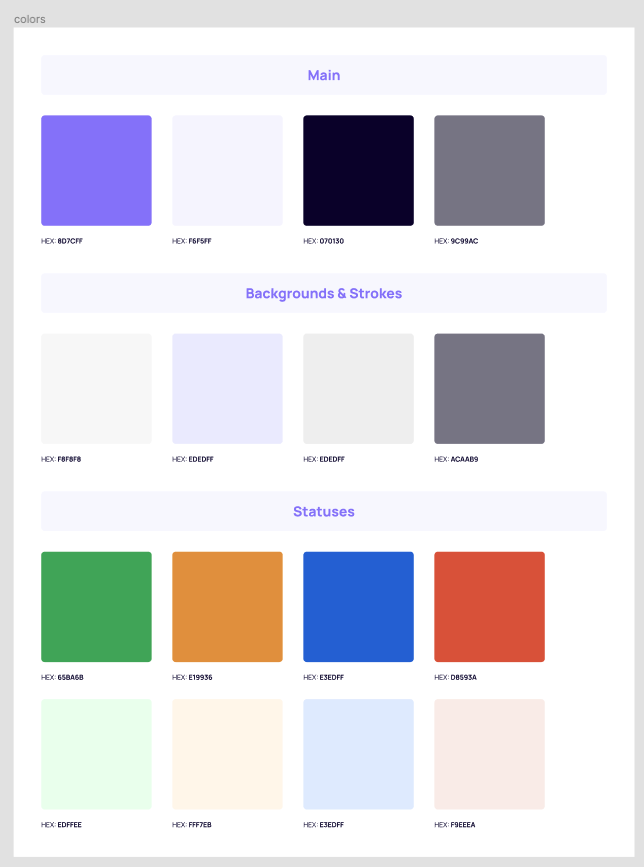 colors
Main
HEX: 8D7CFF
HEX: F6F5FF
HEX: 070130
HEX: 9C99AC
Backgrounds & Strokes
HEX: F8F8F8
HEX: EDEDFF
HEX: EDEDFF
HEX: ACAAB9
Statuses
HEX: 65BA6B
HEX: E19936
HEX: E3EDFF
HEX: D8593A
HEX: EDFFEE
HEX: FFF7EB
HEX: E3EDFF
HEX: F9EEEA